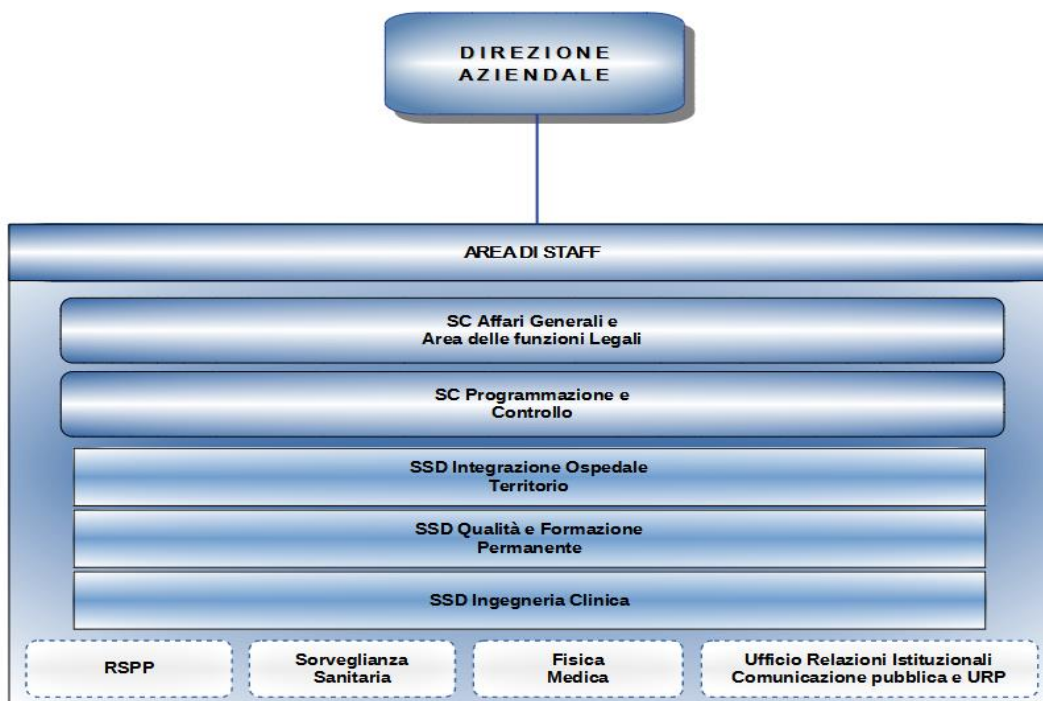 DIREZIONE
AZIENDALE
AREA DI STAFF
SC Affari Generali e
Area delle funzioni Legali
SC Programmazione e
Controllo
SSD Integrazione Ospedale
Territorio
SSD Qualità e Formazione
Permanente
SSD Ingegneria Clinica
RSPP
Sorveglianza
Sanitaria
Fisica
Medica
Ufficio Relazioni Istituzionali
Comunicazione pubblica e URP